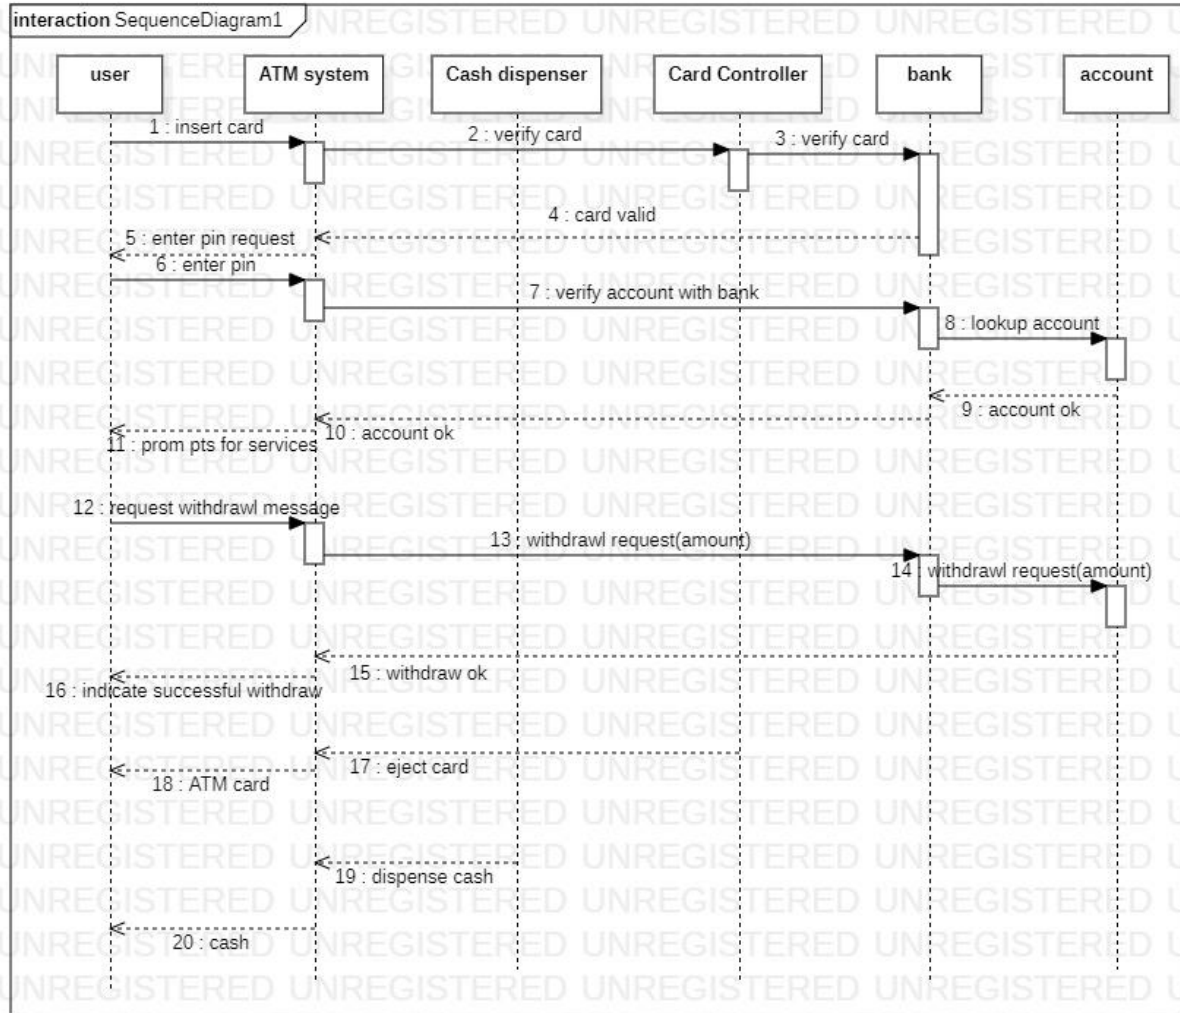 interaction SequenceDiagram1
user
ATM system
Cash dispenser
Card Controller
bank
account
1 : insert card
2 : verify card
3 : verify card
4 : card valid
5 : enter pin request
6 : enter pin
7 : verify account with bank
8 : lookup account
9 : account ok
10 : account ok
11 : prom pts for services
12 : request withdrawl message
13 : withdrawl request(amount)
14 : withdrawl request(amount)
15 : withdraw ok
16 : indicate successful withdraw
17 : eject card
18 : ATM card
19 : dispense cash
20 : cash
UNREGISTERED